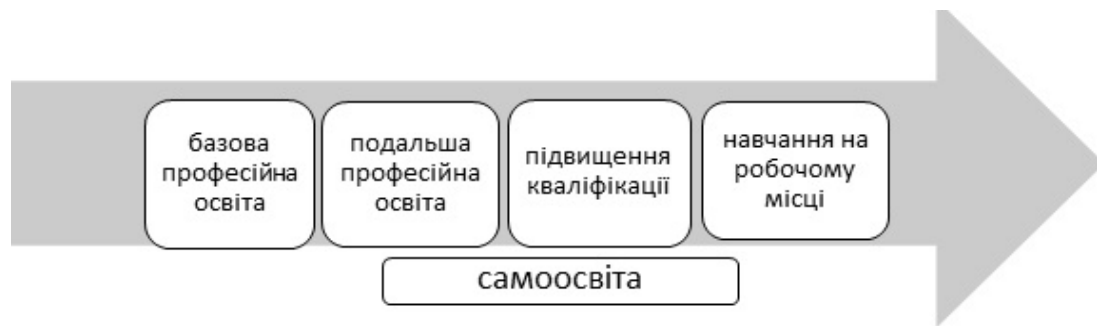 базова
професійна
освіта
подальша
професійна
освіта
підвищення
кваліфікації
навчання на
робочому
місці
самоосвіта